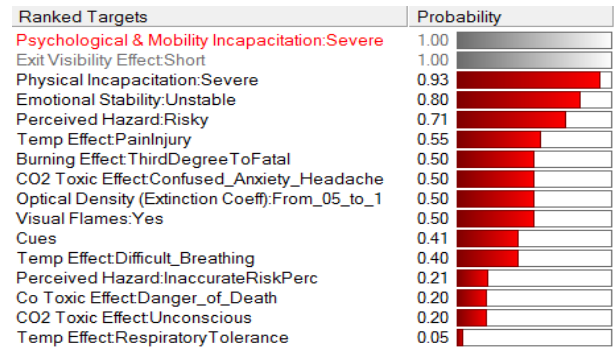 Ranked Targets Probability
Psychological & Mobility Incapacitation:Severe 1.00
Exit Visibility Effect:Short 1.00
Physical Incapacitation:Severe 0.93
Emotional Stability:Unstable 0.80
Perceived Hazard:Risky 0.71
Temp Effect:PainInjury 0.55
Burning Effect:ThirdDegreeToFatal 0.50
CO2 Toxic Effect:Confused_Anxiety_Headache 0.50
Optical Density (Extinction Coeff):From_05_to_1 0.50
Visual Flames:Yes 0.50
Cues 0.41
Temp Effect:Difficult_Breathing 0.40
Perceived Hazard:InaccurateRiskPerc 0.21
Co Toxic Effect:Danger_of_Death 0.20
CO2 Toxic Effect:Unconscious 0.20
Temp Effect:RespiratoryTolerance 0.05